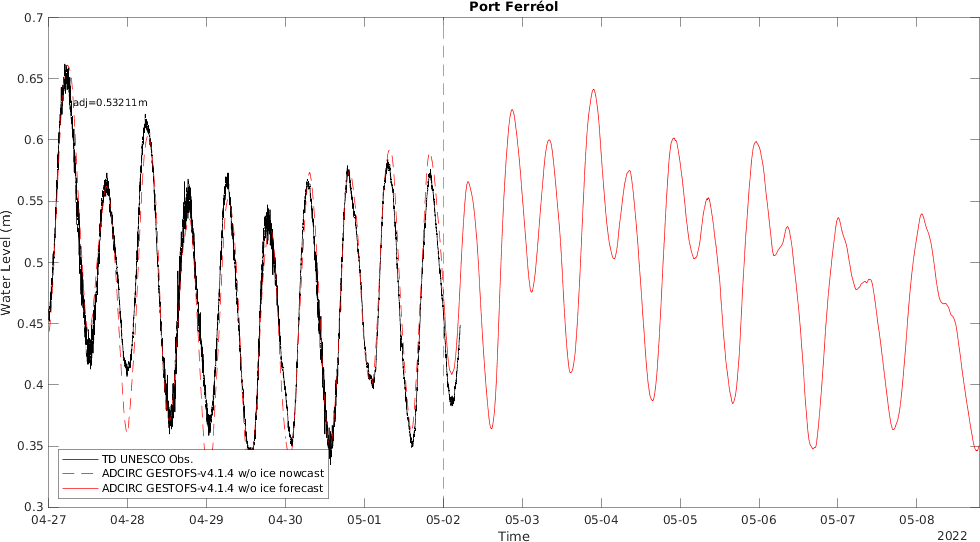 Port Ferréol
0.7
0.65
0.6
0.55
0.5
0.45
0.4
0.35
0.3
Water Level (m)
adj=0.53211m
TD UNESCO Obs.
ADCIRC GESTOFS-v4.1.4 w/o ice nowcast
ADCIRC GESTOFS-v4.1.4 w/o ice forecast
04-27 04-28 04-29 04-30 05-01 05-02 05-03 05-04 05-05 05-06 05-07 05-08
Time
2022